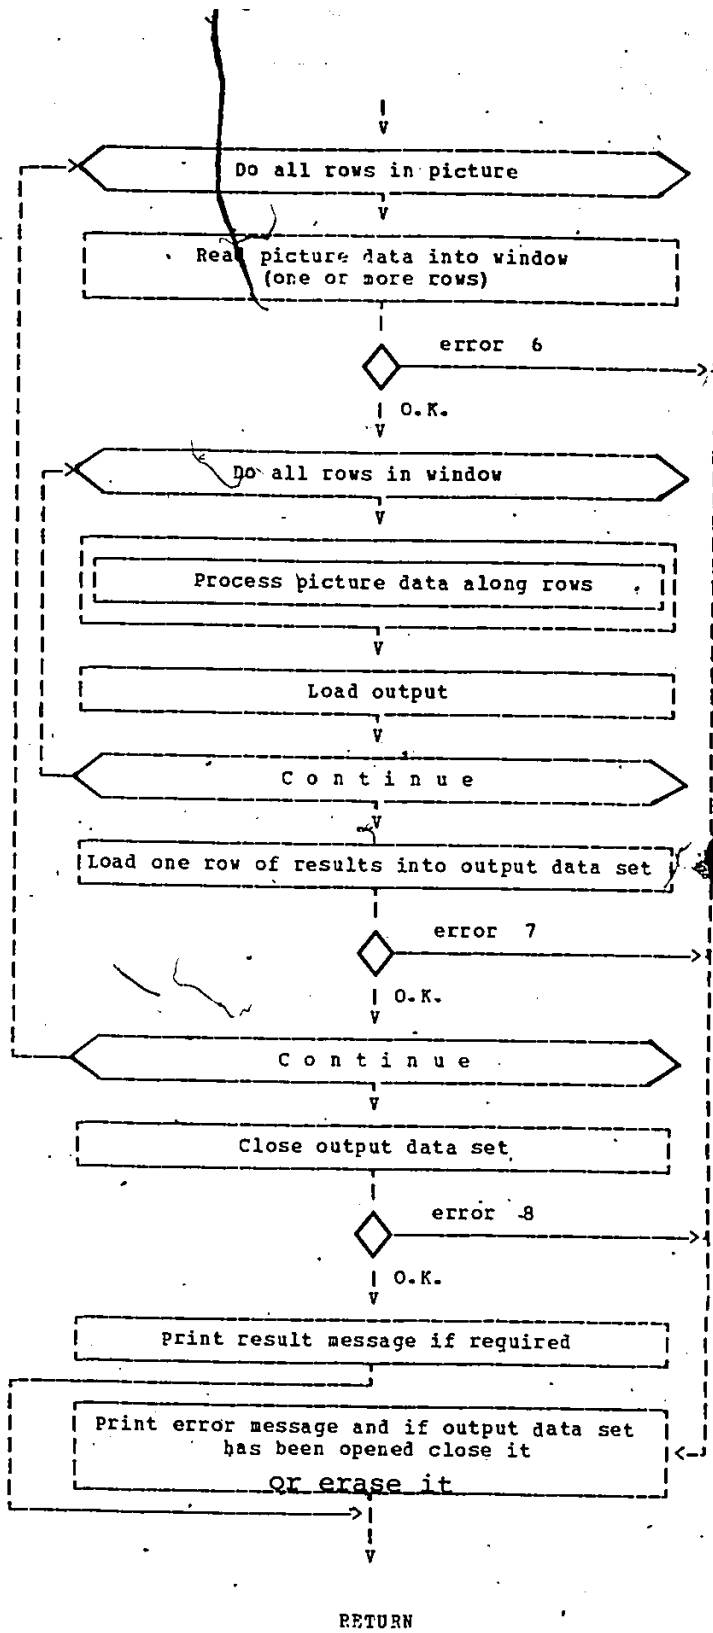 Do all rows in picture
Read picture data into window
(one or more rows)
error 6
O.K.
Do all rows in window
Process picture data along rows
Load output
C o n t i n u e
Load one row of results into output data set
error 7
O.K.
C o n t i n u e
Close output data set
error 8
O.K.
Print result message if required
Print error message and if output data set
has been opened close it
or erase it
RETURN